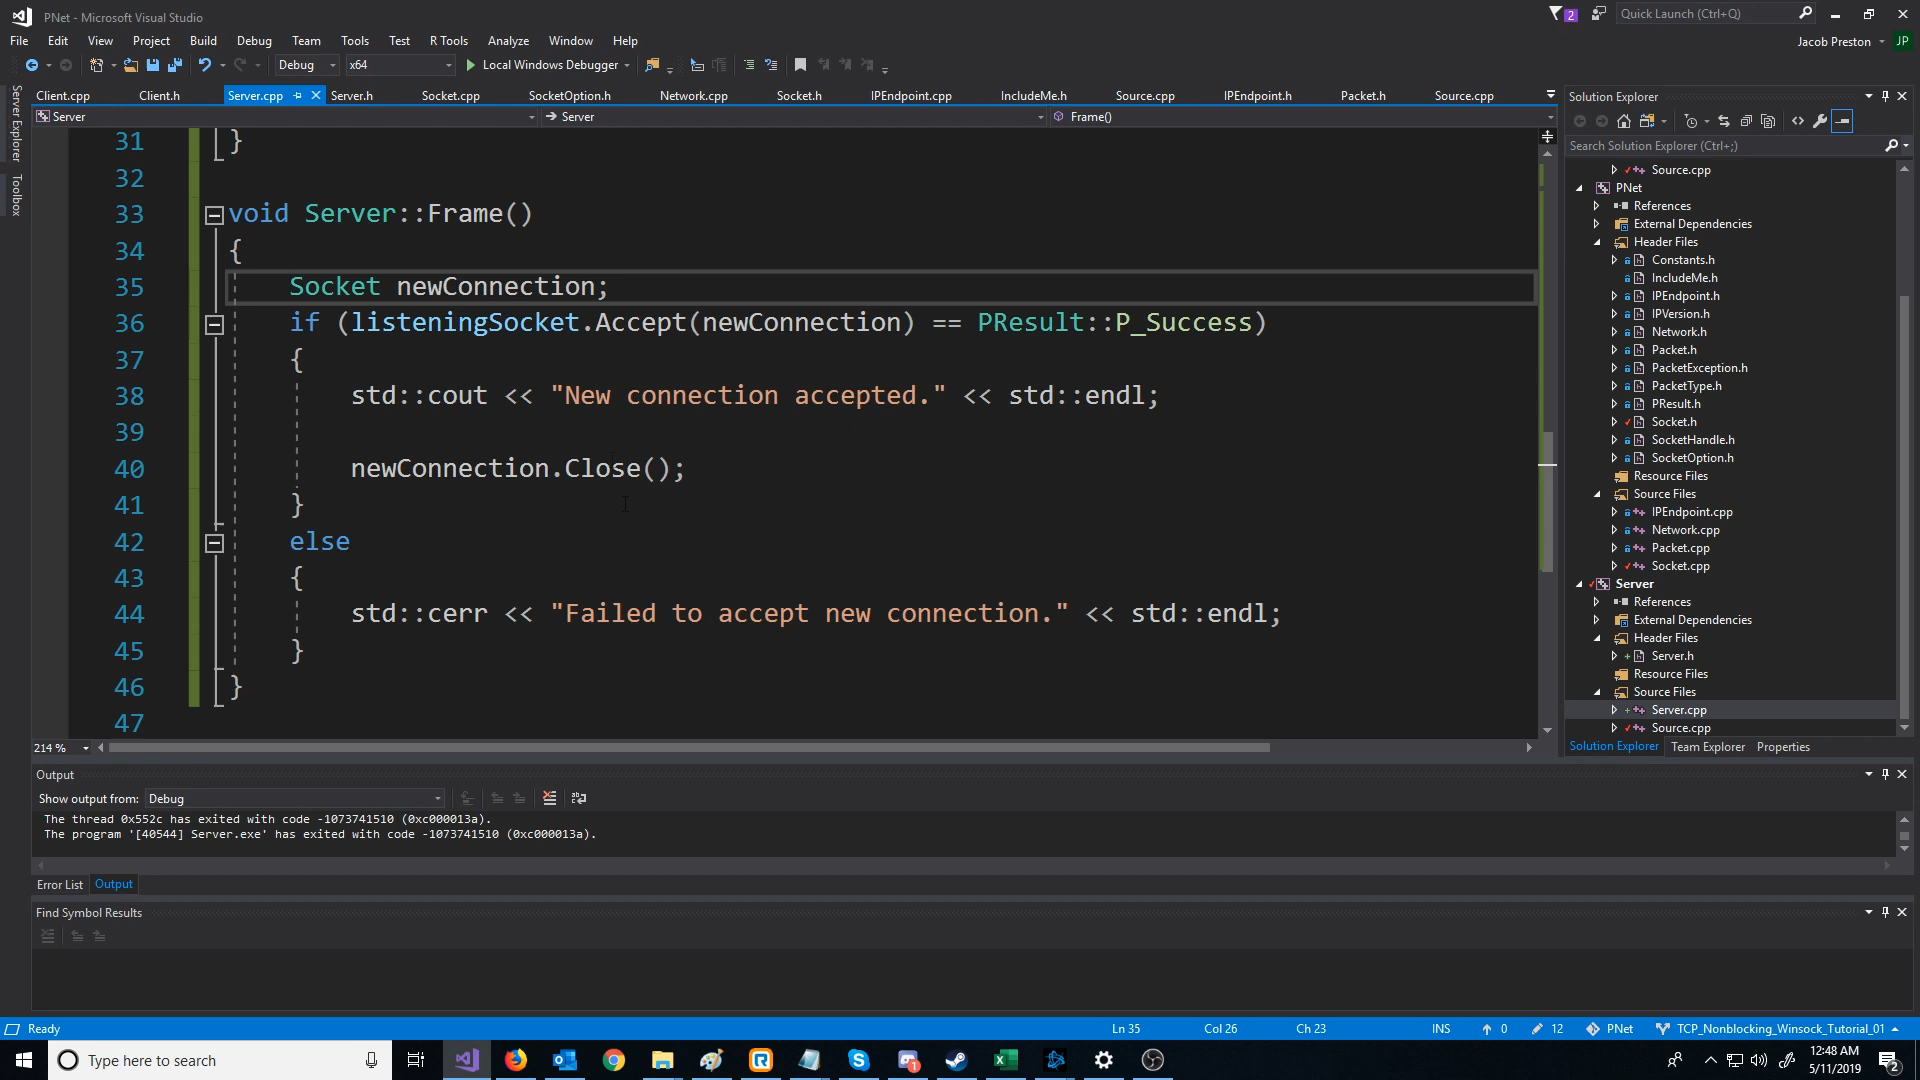 PNet - Microsoft Visual Studio
2
Quick Launch (Ctrl+Q)
File Edit View Project Build Debug Team Tools Test R Tools Analyze Window Help
Jacob Preston JP
Debug x64 Local Windows Debugger
Client.cpp Client.h Server.cpp Server.h Socket.cpp SocketOption.h Network.cpp Socket.h IPEndpoint.cpp IncludeMe.h Source.cpp IPEndpoint.h Packet.h Source.cpp
Server Server Frame()
Server Explorer
Toolbox
31 }
32
33 void Server::Frame()
34 {
35 Socket newConnection;
36 if (listeningSocket.Accept(newConnection) == PResult::P_Success)
37 {
38 std::cout << "New connection accepted." << std::endl;
39
40 newConnection.Close();
41 }
42 else
43 {
44 std::cerr << "Failed to accept new connection." << std::endl;
45 }
46 }
47
214 %
Solution Explorer
Search Solution Explorer (Ctrl+;)
Source.cpp
PNet
References
External Dependencies
Header Files
Constants.h
IncludeMe.h
IPEndpoint.h
IPVersion.h
Network.h
Packet.h
PacketException.h
PacketType.h
PResult.h
Socket.h
SocketHandle.h
SocketOption.h
Resource Files
Source Files
IPEndpoint.cpp
Network.cpp
Packet.cpp
Socket.cpp
Server
References
External Dependencies
Header Files
Server.h
Resource Files
Source Files
Server.cpp
Source.cpp
Solution Explorer Team Explorer Properties
Output
Show output from: Debug
The thread 0x552c has exited with code -1073741510 (0xc000013a).
The program '[40544] Server.exe' has exited with code -1073741510 (0xc000013a).
Error List Output
Find Symbol Results
Ready Ln 35 Col 26 Ch 23 INS 0 12 PNet TCP_Nonblocking_Winsock_Tutorial_01
Type here to search
1
12:48 AM
5/11/2019
2